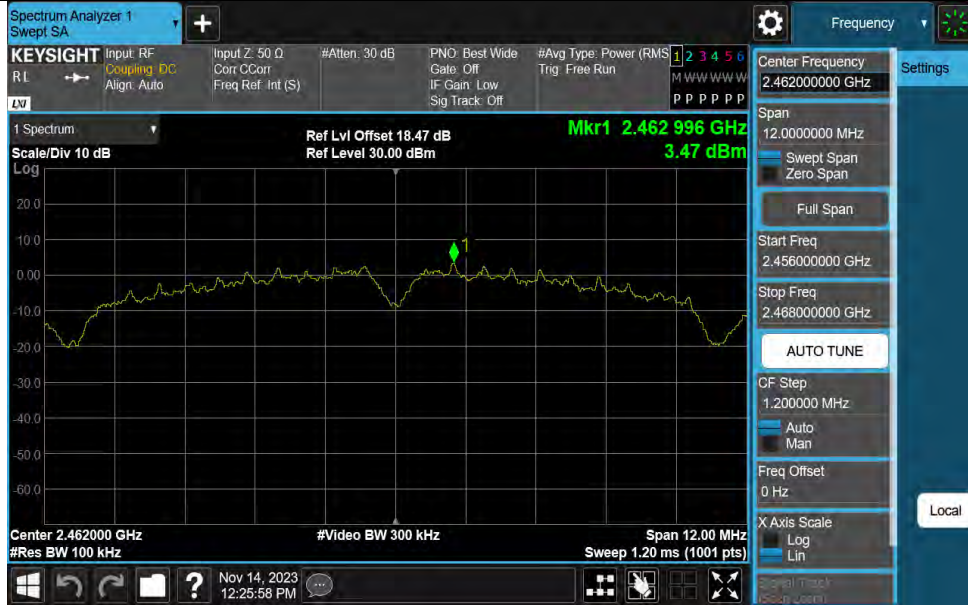 Spectrum Analyzer 1
Swept SA
Frequency
KEYSIGHT
RL
LXI
Input: RF
Coupling: DC
Align: Auto
Input Z: 50 Ω
Corr CCorr
Freq Ref: Int (S)
#Atten: 30 dB
PNO: Best Wide
Gate: Off
IF Gain: Low
Sig Track: Off
#Avg Type: Power (RMS
Trig: Free Run
1 2 3 4 5 6
M W W W W W
P P P P P P
Center Frequency
2.462000000 GHz
Settings
1 Spectrum
Scale/Div 10 dB
Log
Ref Lvl Offset 18.47 dB
Ref Level 30.00 dBm
Mkr1 2.462 996 GHz
3.47 dBm
Span
12.0000000 MHz
Swept Span
Zero Span
Full Span
Start Freq
2.456000000 GHz
Stop Freq
2.468000000 GHz
AUTO TUNE
CF Step
1.200000 MHz
Auto
Man
Freq Offset
0 Hz
X Axis Scale
Log
Lin
Signal Track
(Span Zoom)
Local
1
20.0
10.0
0.00
-10.0
-20.0
-30.0
-40.0
-50.0
-60.0
Center 2.462000 GHz
#Res BW 100 kHz
#Video BW 300 kHz
Span 12.00 MHz
Sweep 1.20 ms (1001 pts)
?
Nov 14, 2023
12:25:58 PM